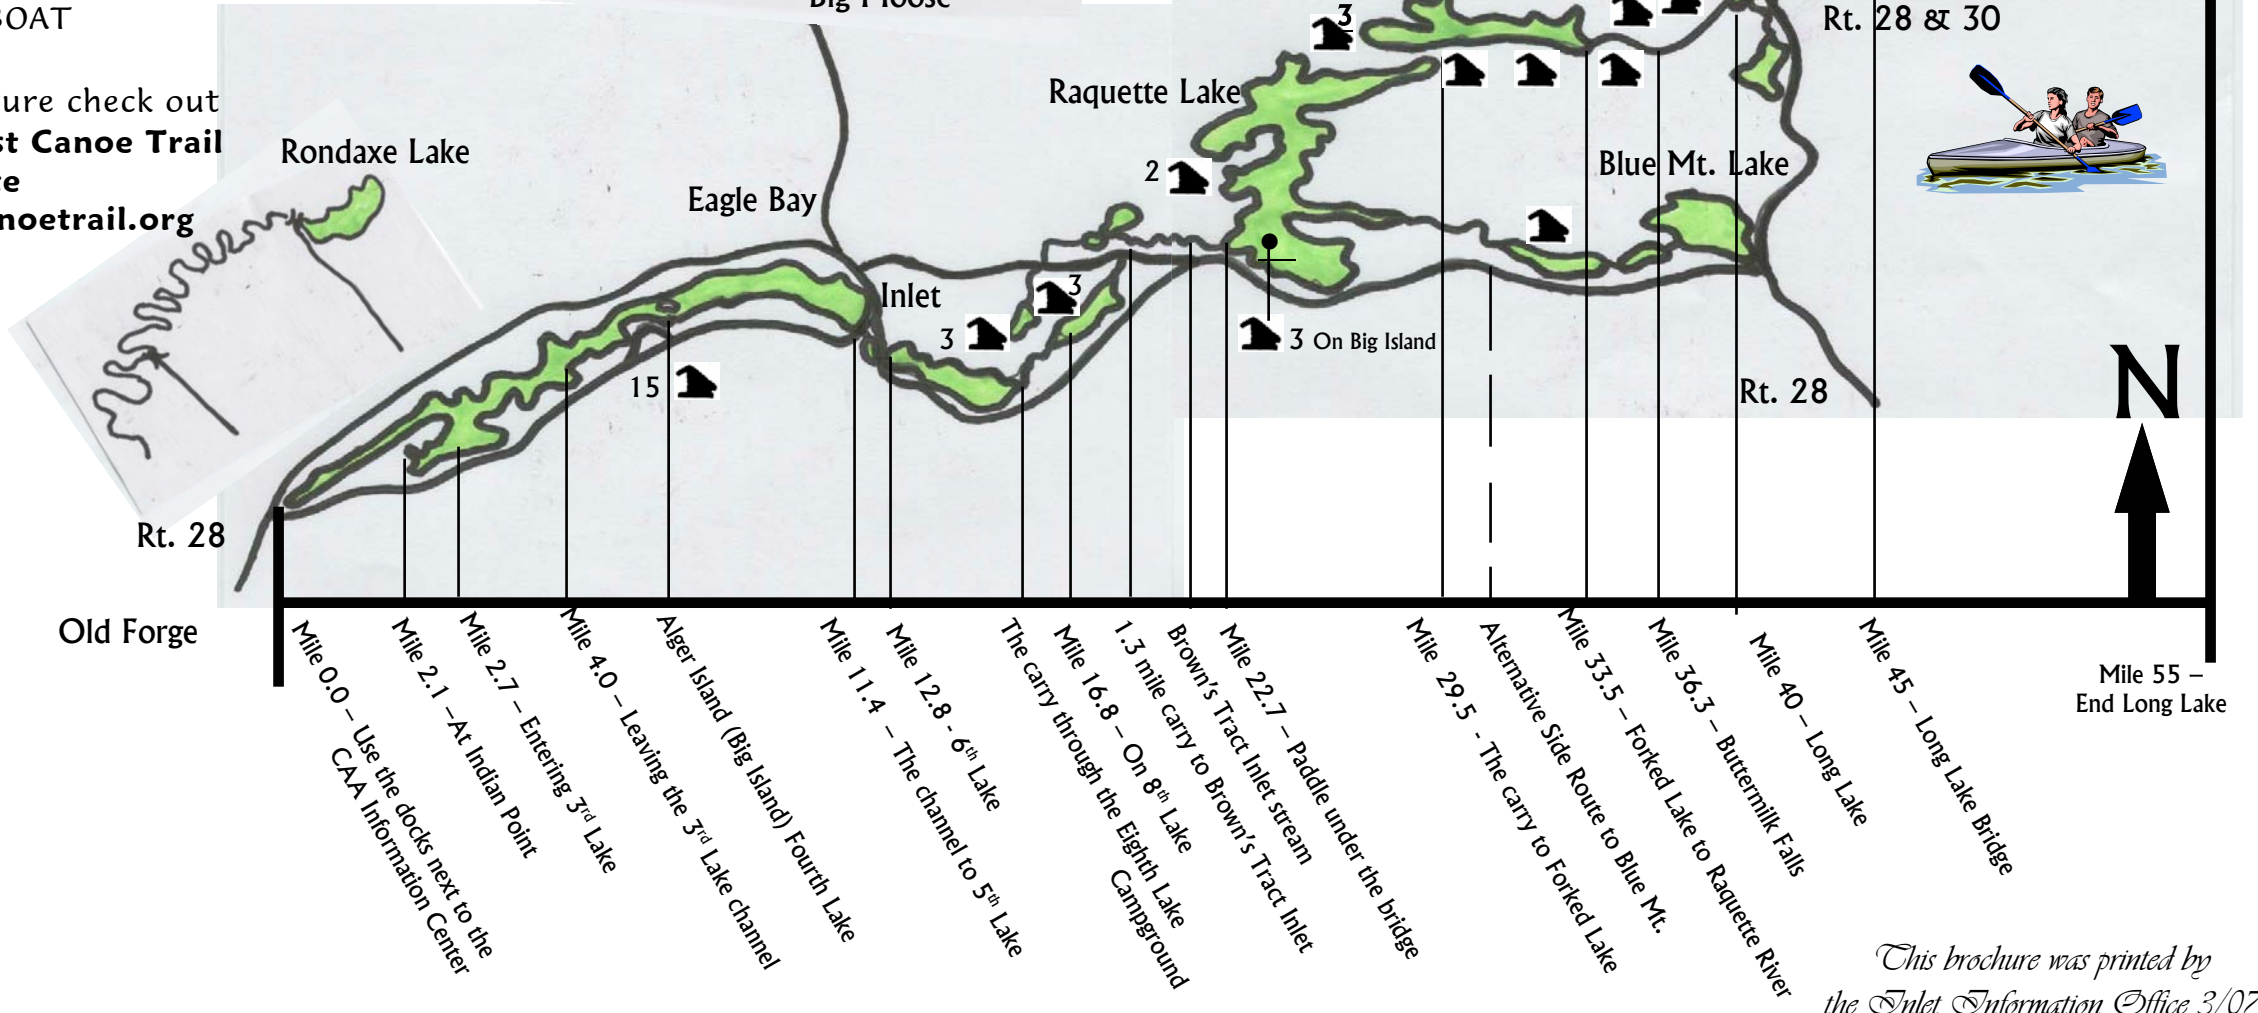 BOAT
ure check out
st Canoe Trail
te
noetrail.org
Big Moose
Rt. 28 & 30
3
Raquette Lake
Rondaxe Lake
2
Blue Mt. Lake
Eagle Bay
Inlet
3
3
3 On Big Island
15
Rt. 28
N
Rt. 28
Old Forge
Mile 0.0 – Use the docks next to the
CAA Information Center
Mile 2.1 –At Indian Point
Mile 2.7 – Entering 3rd Lake
Mile 4.0 – Leaving the 3rd Lake channel
Alger Island (Big Island) Fourth Lake
Mile 11.4 – The channel to 5th Lake
Mile 12.8 - 6th Lake
The carry through the Eighth Lake
Campground
Mile 16.8 – On 8th Lake
1.3 mile carry to Brown's Tract Inlet
Brown's Tract Inlet stream
Mile 22.7 – Paddle under the bridge
Mile 29.5 - The carry to Forked Lake
Alternative Side Route to Blue Mt.
Mile 33.5 – Forked Lake to Raquette River
Mile 36.3 – Buttermilk Falls
Mile 40 – Long Lake
Mile 45 – Long Lake Bridge
Mile 55 –
End Long Lake
This brochure was printed by
the Inlet Information Office 3/07